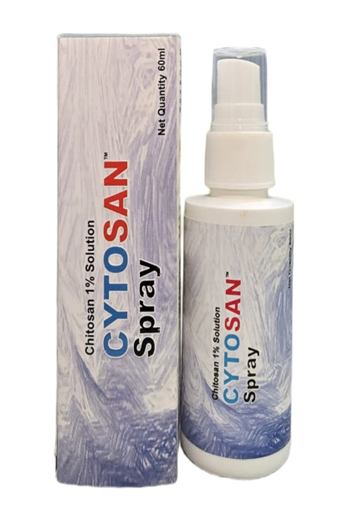 Chitosan 1% Solution
CYTOSAN™
Spray
Net Quantity 60ml
Chitosan 1% Solution
CYTOSAN™
Spray